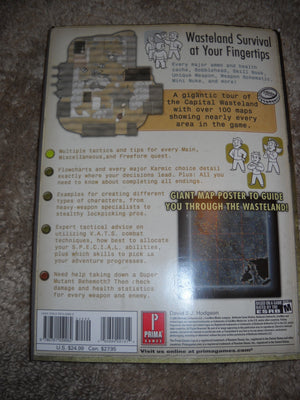 Wasteland Survival
at Your Fingertips
Every major ammo and health
cache, Bobblehead, Skill Book,
Unique Weapon, Weapon Schematic,
Mini Nuke, and more!
A gigantic tour of
the Capital Wasteland
with over 100 maps
showing nearly every
area in the game.
Multiple tactics and tips for every Main,
Miscellaneous, and Freeform quest.
Flowcharts and every major Karmic choice detail
exactly where your decisions lead. Plus: All you
need to know about completing all endings.
Examples for creating different
types of characters, from
heavy-weapon specialists to
stealthy lockpicking pros.
Expert tactical advice on
utilizing V.A.T.S. combat
techniques, how best to allocate
your S.P.E.C.I.A.L. abilities,
plus which skills to pick us
your adventure progresses.
Need help taking down a Super
Mutant Behemoth? Then check
damage and health statistics
for every weapon and enemy.
GIANT MAP POSTER TO GUIDE
YOU THROUGH THE WASTELAND!
David S.J. Hodgson
PRIMA
GAMES
M
ESRB
U.S. $24.99 Can. $27.95
Visit us online at primagames.com